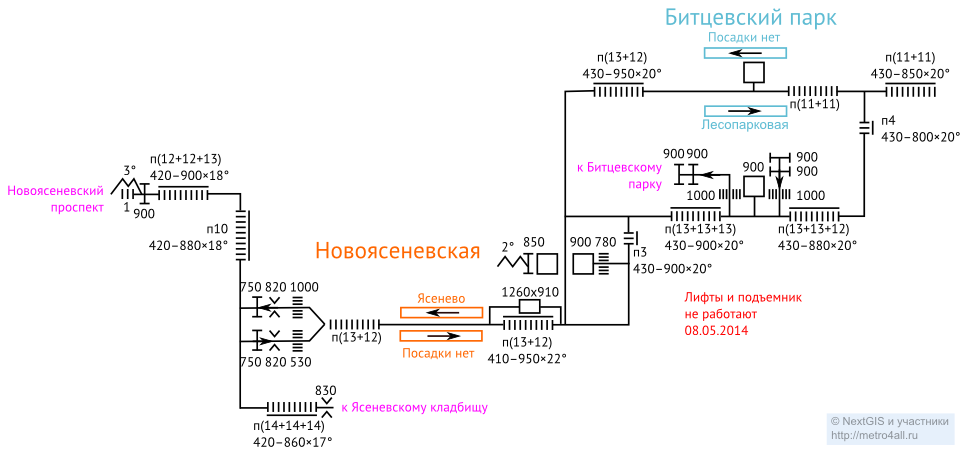 Битцевский парк
Посадки нет
п(13+12)
430–950×20°
п(11+11)
430–850×20°
п(11+11)
Лесопарковая
п4
430–800×20°
900 900
к Битцевскому
парку
900
900
900
1000
1000
п(13+13+13)
430–900×20°
п(13+13+12)
430–880×20°
3°
п(12+12+13)
420–900×18°
Новоясеневский
проспект
1
900
п10
420–880×18°
Новоясеневская
2°
850
900 780
п3
430–900×20°
750 820 1000
Ясенево
1260x910
Лифты и подъемник
не работают
08.05.2014
п(13+12)
Посадки нет
п(13+12)
410–950×22°
750 820 530
830
к Ясеневскому кладбищу
п(14+14+14)
420–860×17°
© NextGIS и участники
http://metro4all.ru